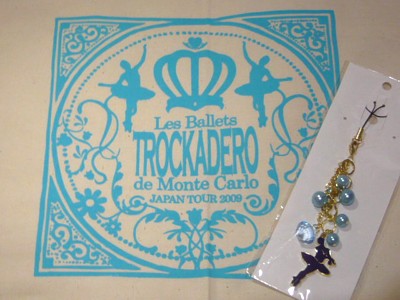 Les Ballets
TROCKADERO
de Monte Carlo
JAPAN TOUR 2009